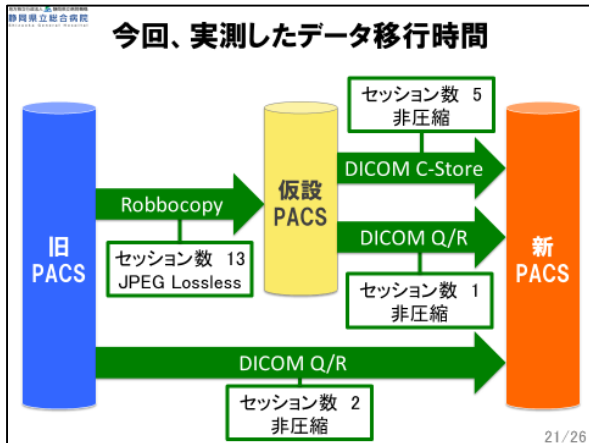 静岡県立総合病院
Shizuoka General Hospital
今回、実測したデータ移行時間
セッション数 5
非圧縮
DICOM C-Store
Robbocopy
仮設
PACS
DICOM Q/R
旧
PACS
新
PACS
セッション数 13
JPEG Lossless
セッション数 1
非圧縮
DICOM Q/R
セッション数 2
非圧縮
21/26